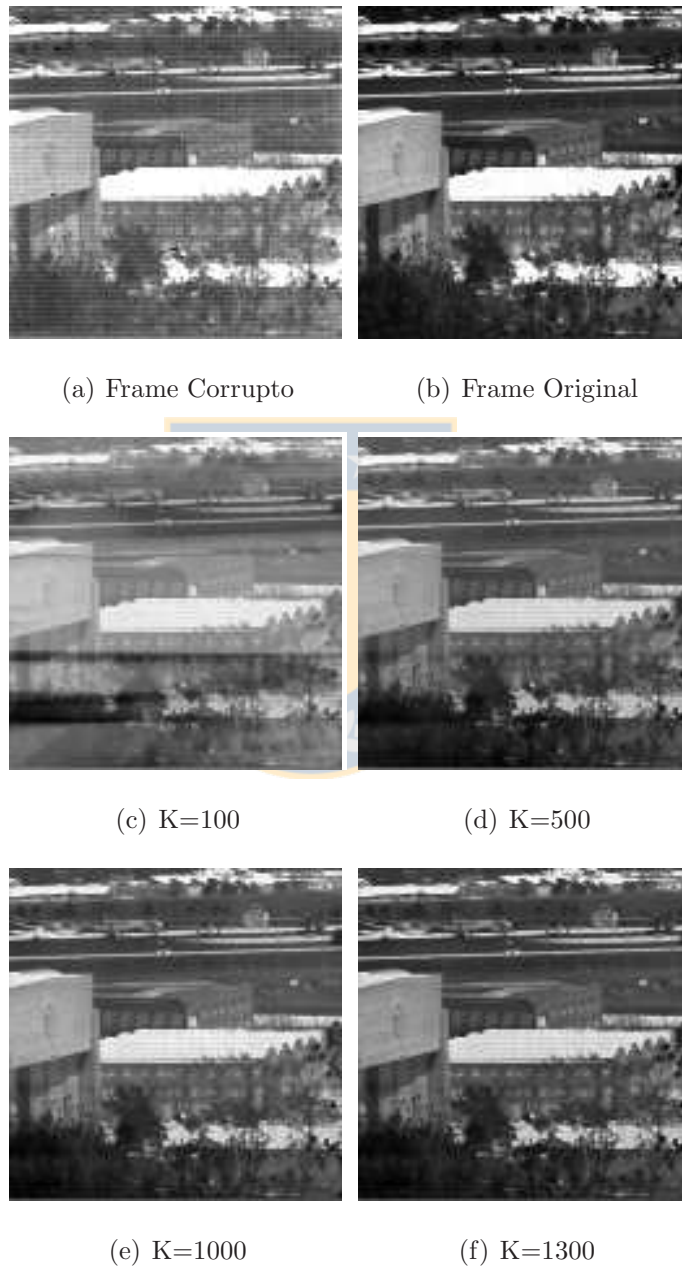 (a) Frame Corrupto
(b) Frame Original
(c) K=100
(d) K=500
(e) K=1000
(f) K=1300